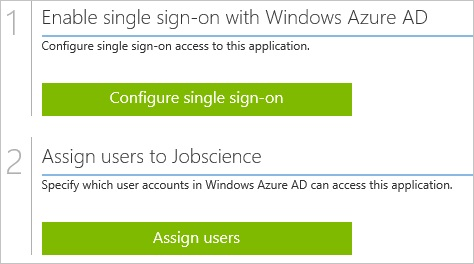 1
Enable single sign-on with Windows Azure AD
Configure single sign-on access to this application.
Configure single sign-on
2
Assign users to Jobscience
Specify which user accounts in Windows Azure AD can access this application.
Assign users